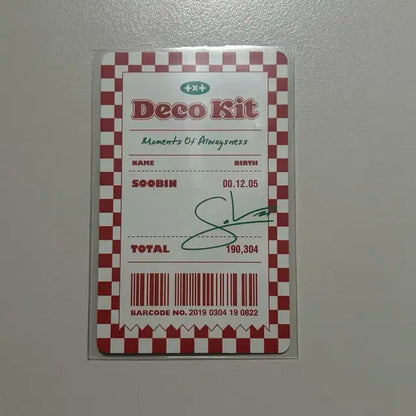 +x+
Deco Kit
Moments Of Alwaysness
NAME BIRTH
SOOBIN 00.12.05
TOTAL 190,304
BARCODE NO. 2019 0304 19 0822